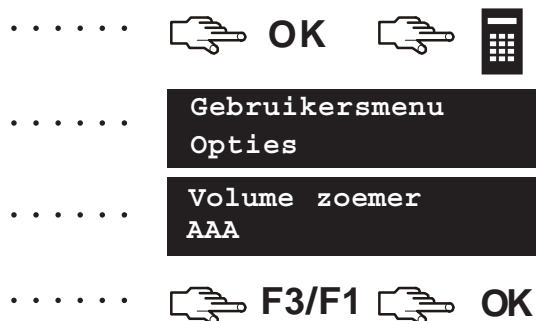 ...... OK
Gebruikersmenu
...... Opties
Volume zoemer
...... AAA
...... F3/F1 OK